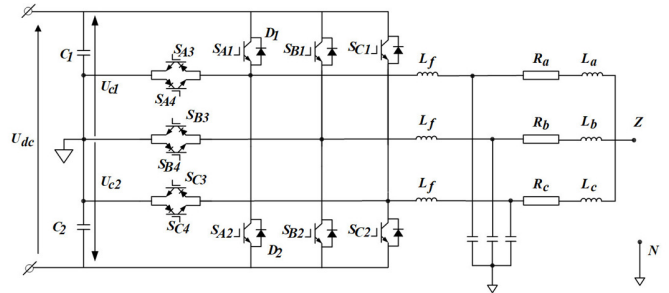 D1
C1
SA3
SA1
SB1
SC1
Lf
Ra
La
SA4
Uc1
Udc
SB3
Lf
Rb
Lb
Z
SB4
Uc2
SC3
Lf
Rc
Lc
C2
SC4
SA2
SB2
SC2
D2
N